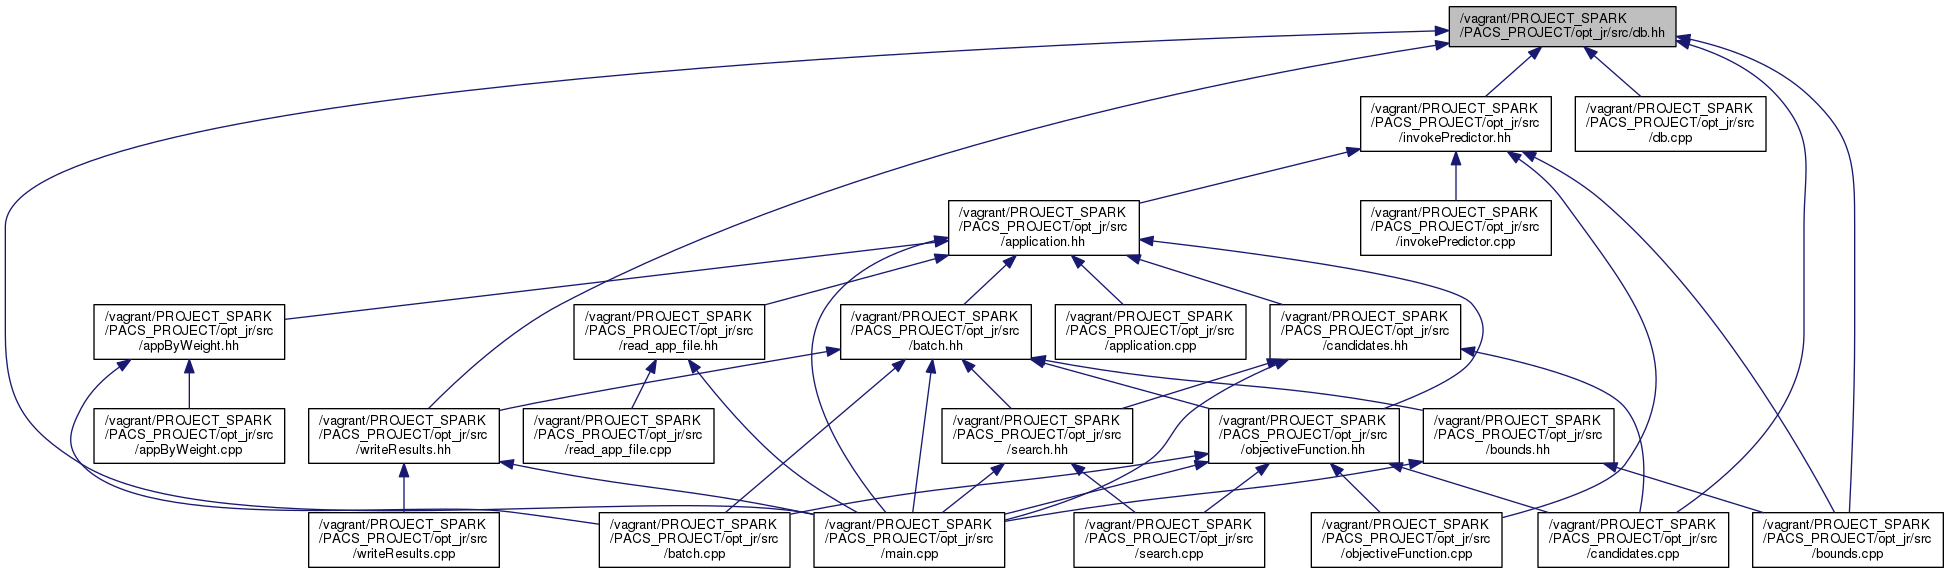 /vagrant/PROJECT_SPARK
/PACS_PROJECT/opt_jr/src/db.hh
/vagrant/PROJECT_SPARK
/PACS_PROJECT/opt_jr/src
/invokePredictor.hh
/vagrant/PROJECT_SPARK
/PACS_PROJECT/opt_jr/src
/db.cpp
/vagrant/PROJECT_SPARK
/PACS_PROJECT/opt_jr/src
/application.hh
/vagrant/PROJECT_SPARK
/PACS_PROJECT/opt_jr/src
/invokePredictor.cpp
/vagrant/PROJECT_SPARK
/PACS_PROJECT/opt_jr/src
/appByWeight.hh
/vagrant/PROJECT_SPARK
/PACS_PROJECT/opt_jr/src
/read_app_file.hh
/vagrant/PROJECT_SPARK
/PACS_PROJECT/opt_jr/src
/batch.hh
/vagrant/PROJECT_SPARK
/PACS_PROJECT/opt_jr/src
/application.cpp
/vagrant/PROJECT_SPARK
/PACS_PROJECT/opt_jr/src
/candidates.hh
/vagrant/PROJECT_SPARK
/PACS_PROJECT/opt_jr/src
/appByWeight.cpp
/vagrant/PROJECT_SPARK
/PACS_PROJECT/opt_jr/src
/writeResults.hh
/vagrant/PROJECT_SPARK
/PACS_PROJECT/opt_jr/src
/read_app_file.cpp
/vagrant/PROJECT_SPARK
/PACS_PROJECT/opt_jr/src
/search.hh
/vagrant/PROJECT_SPARK
/PACS_PROJECT/opt_jr/src
/objectiveFunction.hh
/vagrant/PROJECT_SPARK
/PACS_PROJECT/opt_jr/src
/bounds.hh
/vagrant/PROJECT_SPARK
/PACS_PROJECT/opt_jr/src
/writeResults.cpp
/vagrant/PROJECT_SPARK
/PACS_PROJECT/opt_jr/src
/batch.cpp
/vagrant/PROJECT_SPARK
/PACS_PROJECT/opt_jr/src
/main.cpp
/vagrant/PROJECT_SPARK
/PACS_PROJECT/opt_jr/src
/search.cpp
/vagrant/PROJECT_SPARK
/PACS_PROJECT/opt_jr/src
/objectiveFunction.cpp
/vagrant/PROJECT_SPARK
/PACS_PROJECT/opt_jr/src
/candidates.cpp
/vagrant/PROJECT_SPARK
/PACS_PROJECT/opt_jr/src
/bounds.cpp